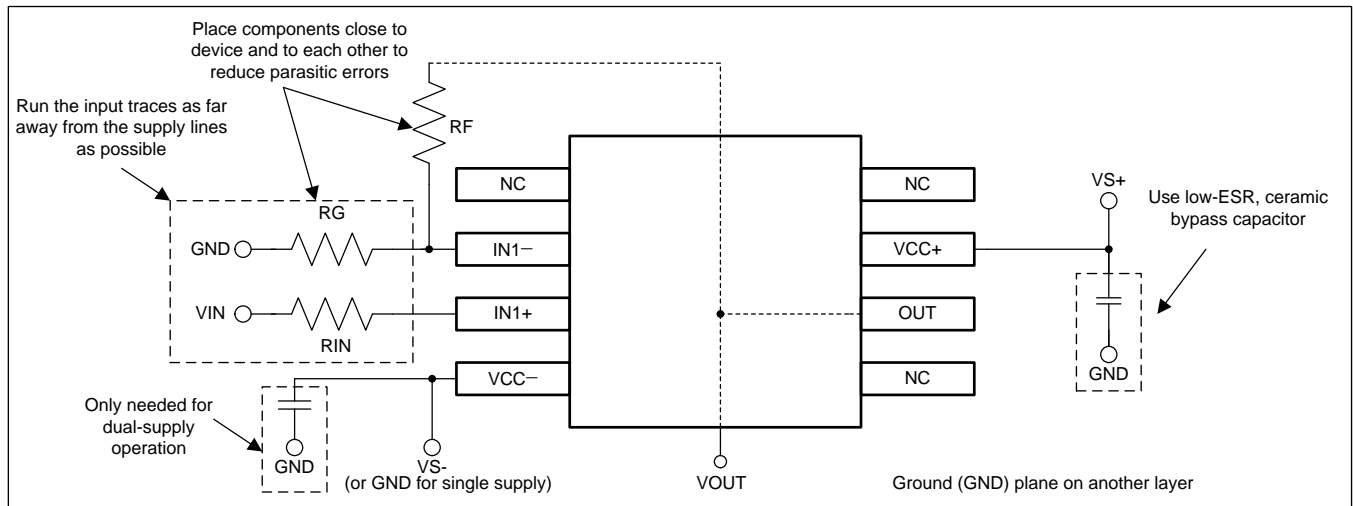 Place components close to
device and to each other to
reduce parasitic errors
Run the input traces as far
away from the supply lines
as possible
RF
NC
NC
VS+
Use low-ESR, ceramic
bypass capacitor
RG
GND
IN1−
VCC+
VIN
IN1+
OUT
RIN
VCC−
NC
GND
Only needed for
dual-supply
operation
GND
VS-
(or GND for single supply)
VOUT
Ground (GND) plane on another layer